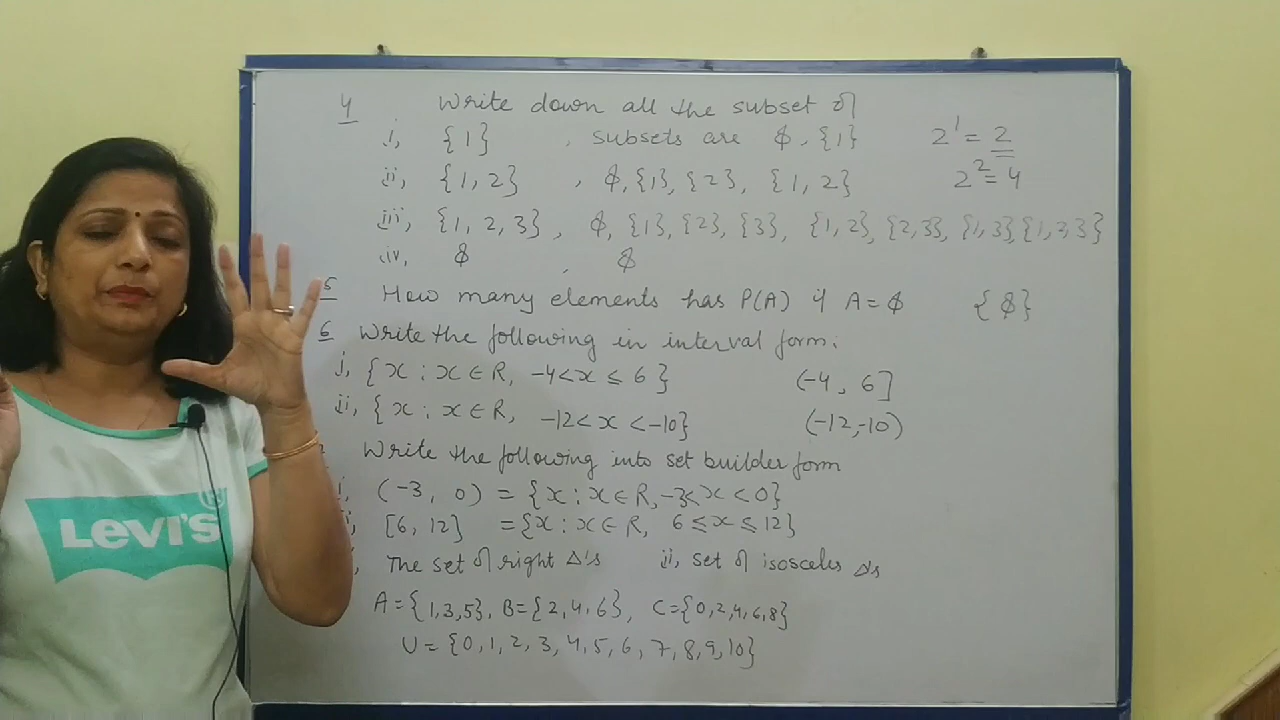 4 Write down all the subset of
i, {1} , subsets are φ, {1} 2¹ = 2
ii, {1, 2} , φ, {1}, {2}, {1, 2} 2² = 4
iii, {1, 2, 3} , φ, {1}, {2}, {3}, {1, 2}, {2,3}, {1,3}, {1,2,3}
iv, φ , φ
5 How many elements has P(A) if A = φ {φ}
6 Write the following in interval form.
i, {x : x ∈ R, -4 < x ≤ 6 } (-4, 6]
ii, {x : x ∈ R, -12 < x < -10} (-12,-10)
Write the following into set builder form
i, (-3, 0) = {x : x ∈ R, -3 < x < 0}
[6, 12] = {x : x ∈ R, 6 ≤ x ≤ 12}
The set of right Δ's ii, set of isosceles Δ's
A = {1,3,5}, B = {2,4,6}, C = {0,2,4,6,8}
U = {0, 1, 2, 3, 4, 5, 6, 7, 8, 9, 10}
LEVI'S